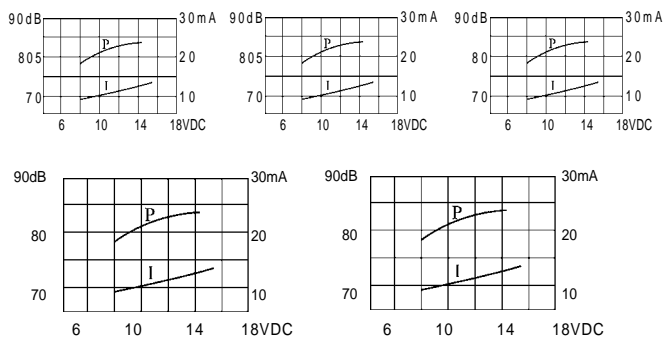 90dB 30mA 90dB 30mA 90dB 30mA
P P P
805 20 805 20 80 20
I I I
70 10 70 10 70 10
6 10 14 18VDC 6 10 14 18VDC 6 10 14 18VDC
90dB 30mA 90dB 30mA
P P
80 20 80 20
I I
70 10 70 10
6 10 14 18VDC 6 10 14 18VDC